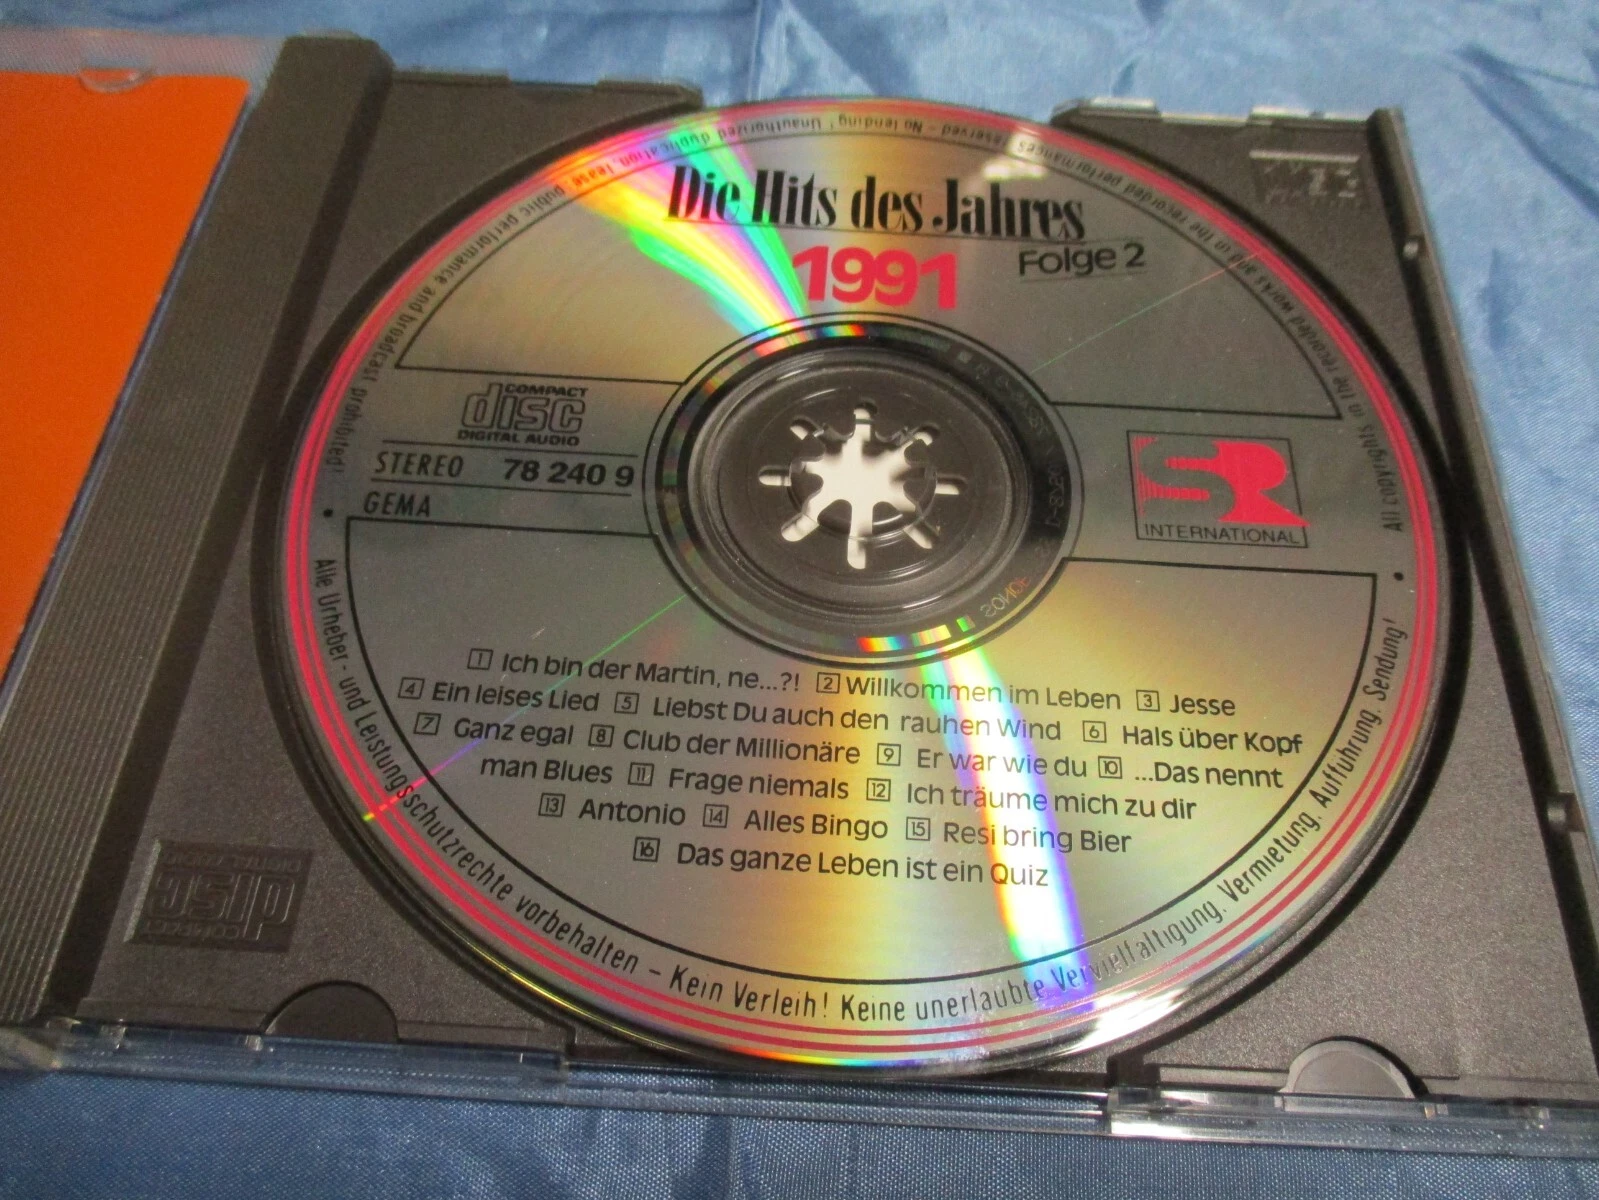 Die Hits des Jahres
1991 Folge 2
COMPACT
disc
DIGITAL AUDIO
STEREO 78 240 9
GEMA
SR
INTERNATIONAL
1 Ich bin der Martin, ne...?! 2 Willkommen im Leben 3 Jesse
4 Ein leises Lied 5 Liebst Du auch den rauhen Wind 6 Hals über Kopf
7 Ganz egal 8 Club der Millionäre 9 Er war wie du 10 ...Das nennt
man Blues 11 Frage niemals 12 Ich träume mich zu dir
13 Antonio 14 Alles Bingo 15 Resi bring Bier
16 Das ganze Leben ist ein Quiz
Alle Urheber- und Leistungsschutzrechte vorbehalten – Kein Verleih! Keine unerlaubte Vervielfältigung, Vermietung, Aufführung, Sendung!
All copyrights in the recorded works and in the recorded performances reserved – No lending! Unauthorized duplication, lease, public performance and broadcast prohibited!
SONOE
COMPACT
disc